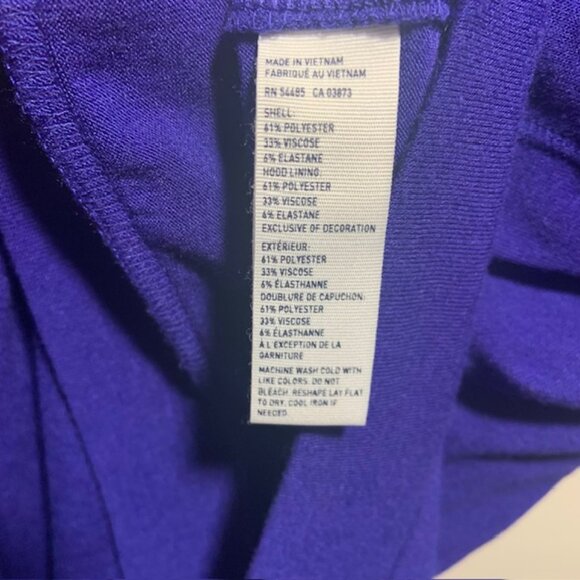 MADE IN VIETNAM
FABRIQUÉ AU VIETNAM
RN 54485 CA 03873
SHELL:
61% POLYESTER
33% VISCOSE
6% ELASTANE
HOOD LINING:
61% POLYESTER
33% VISCOSE
6% ELASTANE
EXCLUSIVE OF DECORATION
EXTÉRIEUR:
61% POLYESTER
33% VISCOSE
6% ÉLASTHANNE
DOUBLURE DE CAPUCHON:
61% POLYESTER
33% VISCOSE
6% ÉLASTHANNE
À L'EXCEPTION DE LA
GARNITURE
MACHINE WASH COLD WITH
LIKE COLORS. DO NOT
BLEACH. RESHAPE LAY FLAT
TO DRY. COOL IRON IF
NEEDED.